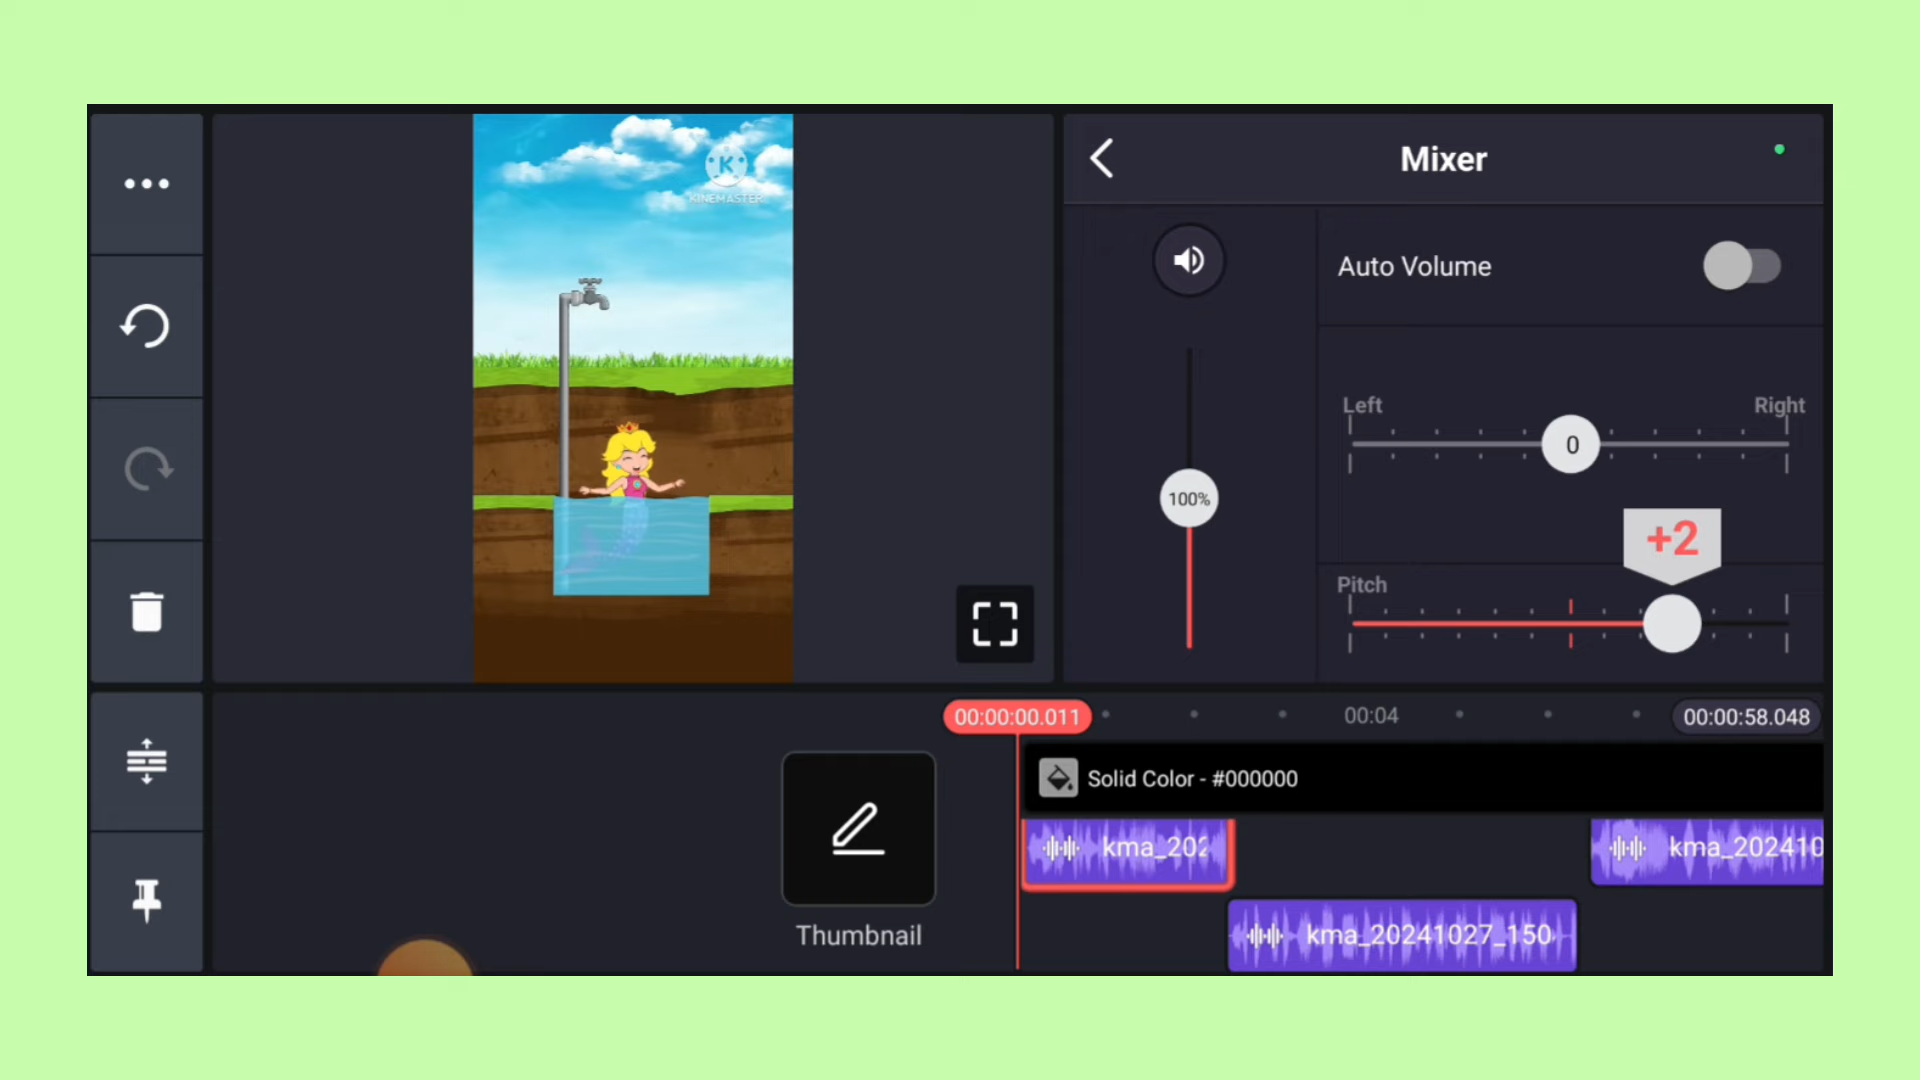 K
KINEMASTER
Mixer
Auto Volume
Left
Right
0
100%
+2
Pitch
00:00:00.011
00:04
00:00:58.048
Solid Color - #000000
kma_202
kma_202410
kma_20241027_150
Thumbnail